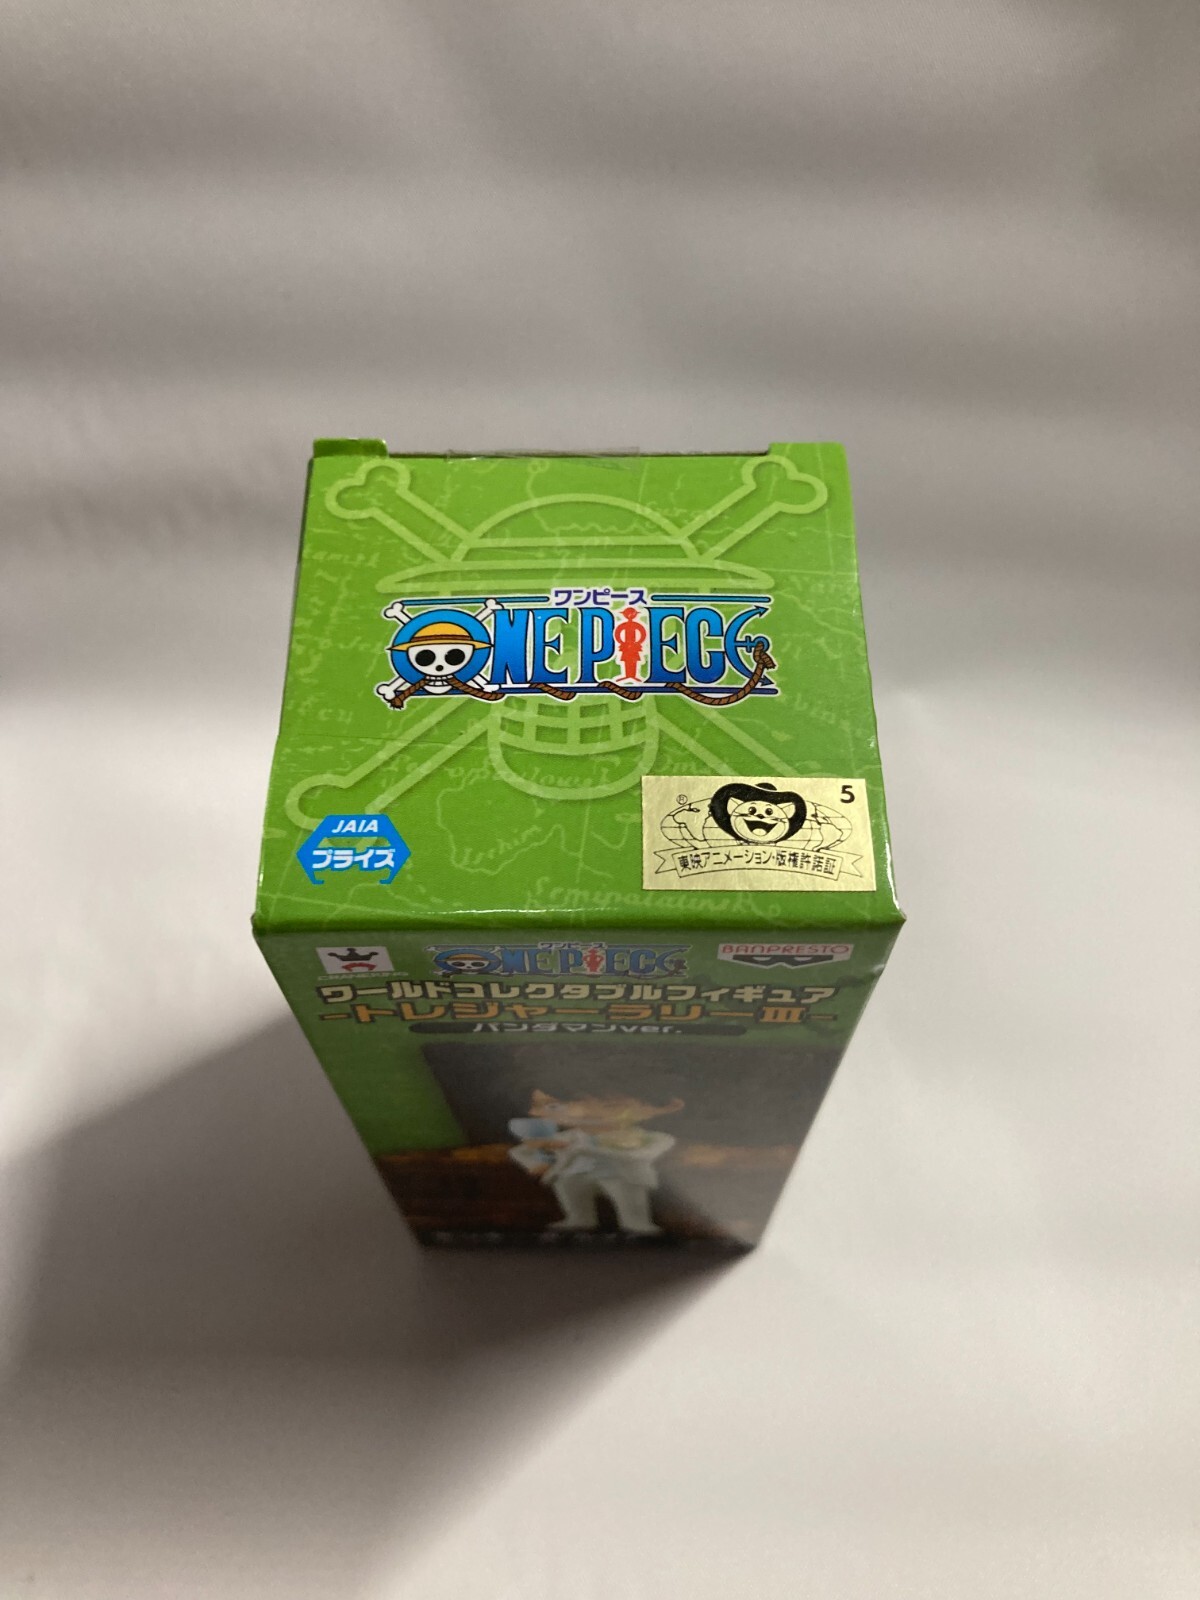 ワンピース
ONE PIECE
5
®
JAIA
プライズ
東映アニメーション・版権許諾証
ワンピース
ONE PIECE
BANPRESTO
ワールドコレクタブルフィギュア
-トレジャーラリーIII-
パンダマンver.